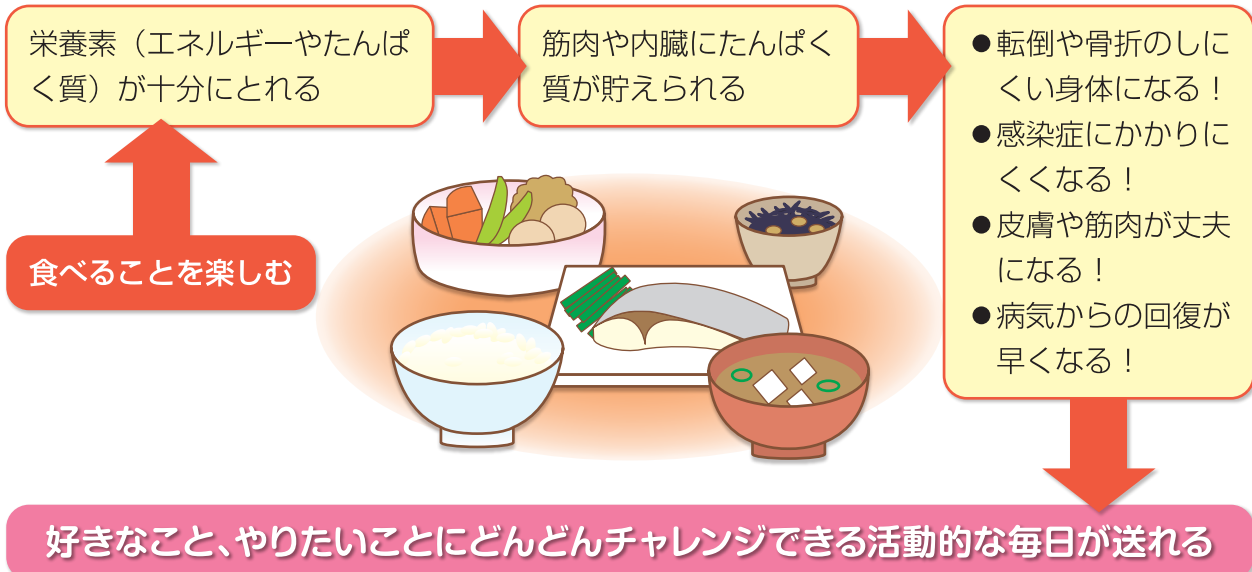 食べることを楽しむ
栄養素（エネルギーやたんぱ
く質）が十分にとれる
筋肉や内臓にたんぱく
質が貯えられる
●転倒や骨折のしに
くい身体になる！
●感染症にかかりに
くくなる！
●皮膚や筋肉が丈夫
になる！
●病気からの回復が
早くなる！
好きなこと、やりたいことにどんどんチャレンジできる活動的な毎日が送れる